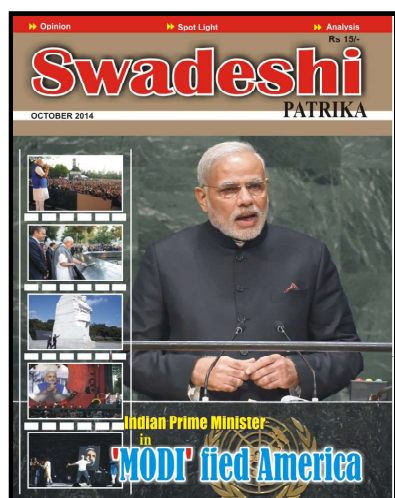 Opinion Spot Light Analysis
Rs 15/-
Swadeshi
PATRIKA
OCTOBER 2014
Indian Prime Minister
in
'MODI' fied America